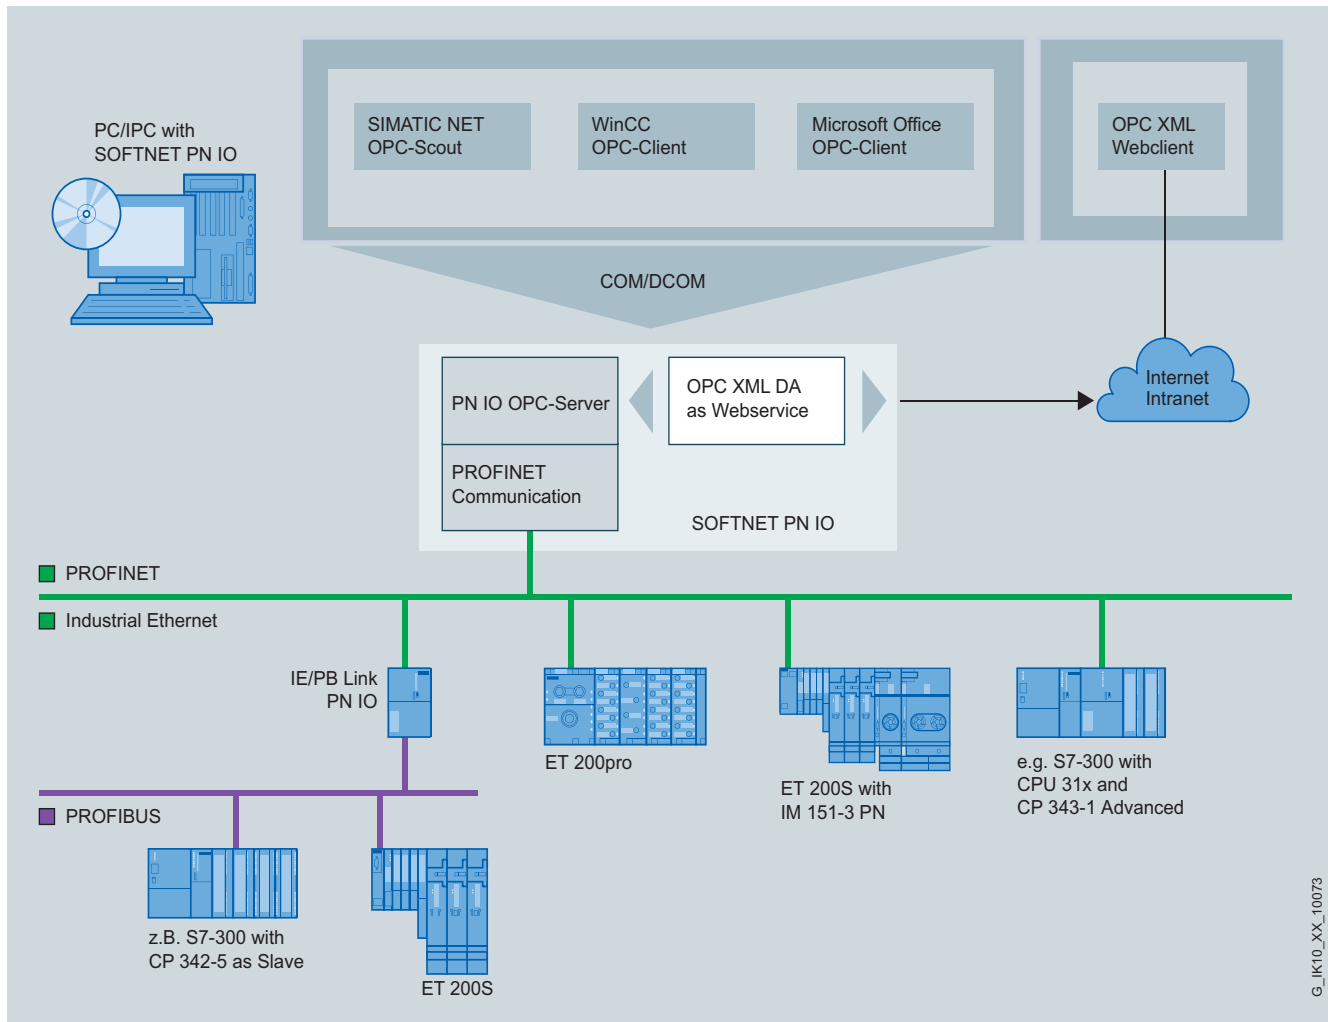 PC/IPC with
SOFTNET PN IO
SIMATIC NET
OPC-Scout
WinCC
OPC-Client
Microsoft Office
OPC-Client
OPC XML
Webclient
COM/DCOM
PN IO OPC-Server
OPC XML DA
as Webservice
Internet
Intranet
PROFINET
Communication
SOFTNET PN IO
PROFINET
Industrial Ethernet
IE/PB Link
PN IO
ET 200pro
ET 200S with
IM 151-3 PN
e.g. S7-300 with
CPU 31x and
CP 343-1 Advanced
PROFIBUS
z.B. S7-300 with
CP 342-5 as Slave
ET 200S
G_IK10_XX_10073